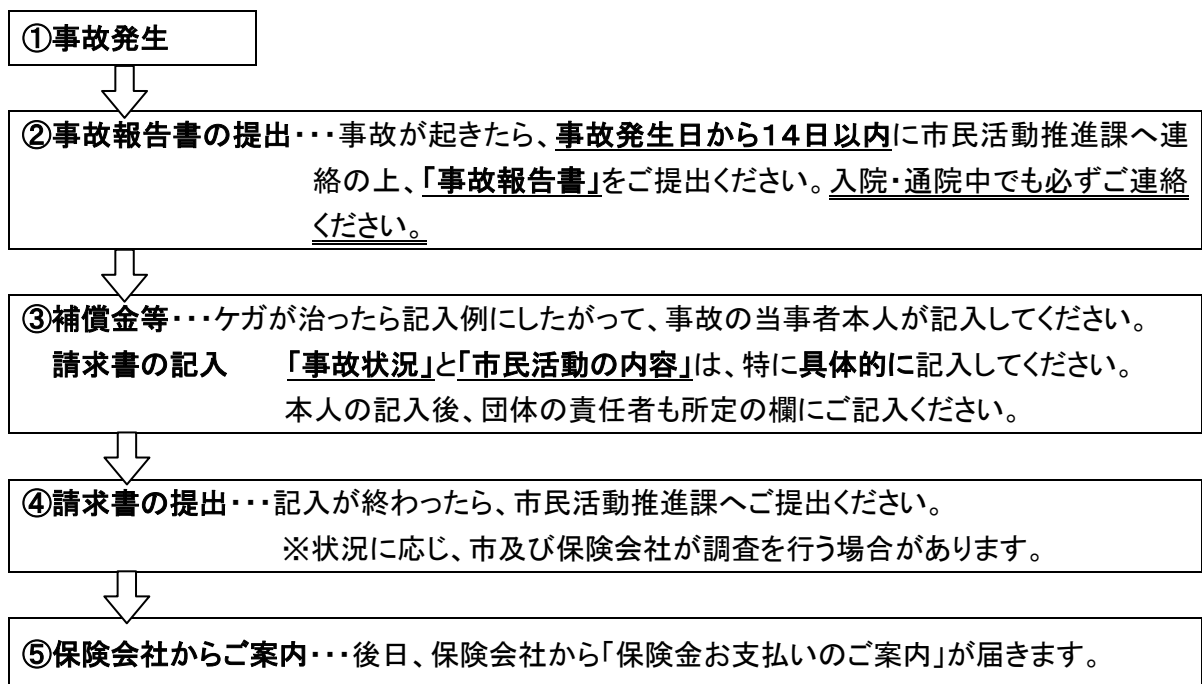 ①事故発生
②事故報告書の提出・・・事故が起きたら、事故発生日から１４日以内に市民活動推進課へ連
絡の上、「事故報告書」をご提出ください。入院・通院中でも必ずご連絡
ください。
③補償金等・・・ケガが治ったら記入例にしたがって、事故の当事者本人が記入してください。
請求書の記入　「事故状況」と「市民活動の内容」は、特に具体的に記入してください。
本人の記入後、団体の責任者も所定の欄にご記入ください。
④請求書の提出・・・記入が終わったら、市民活動推進課へご提出ください。
※状況に応じ、市及び保険会社が調査を行う場合があります。
⑤保険会社からご案内・・・後日、保険会社から「保険金お支払いのご案内」が届きます。